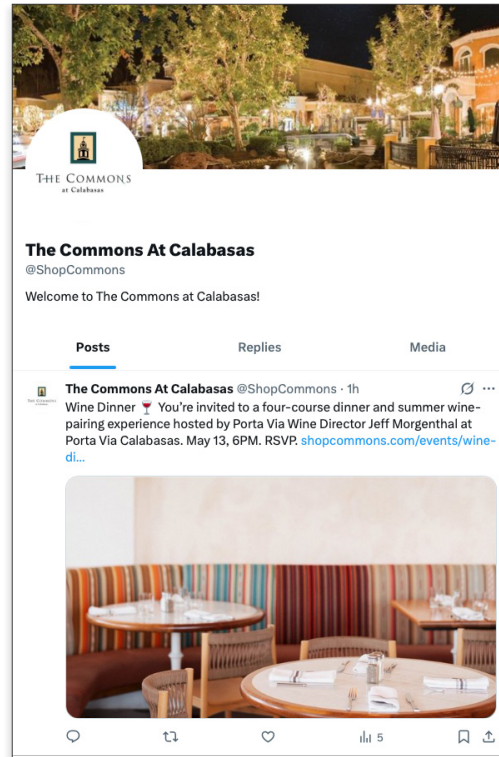 THE COMMONS
at Calabasas
The Commons At Calabasas
@ShopCommons
Welcome to The Commons at Calabasas!
Posts
Replies
Media
The Commons At Calabasas @ShopCommons · 1h
Wine Dinner 🍷 You're invited to a four-course dinner and summer wine-
pairing experience hosted by Porta Via Wine Director Jeff Morgenthal at
Porta Via Calabasas. May 13, 6PM. RSVP. shopcommons.com/events/wine-
di…
5